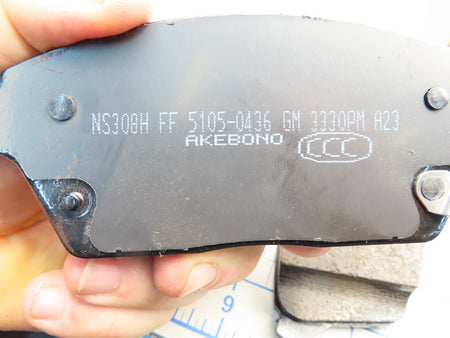 NS308H FF 5105-0436 GM 3330PM A23
AKEBONO CCC
9